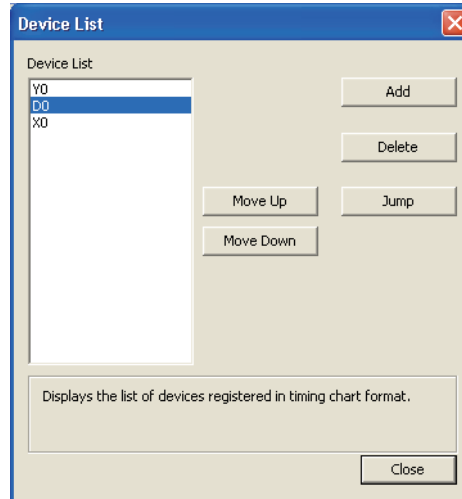 Device List
Device List
Y0
D0
X0
Add
Delete
Move Up
Jump
Move Down
Displays the list of devices registered in timing chart format.
Close